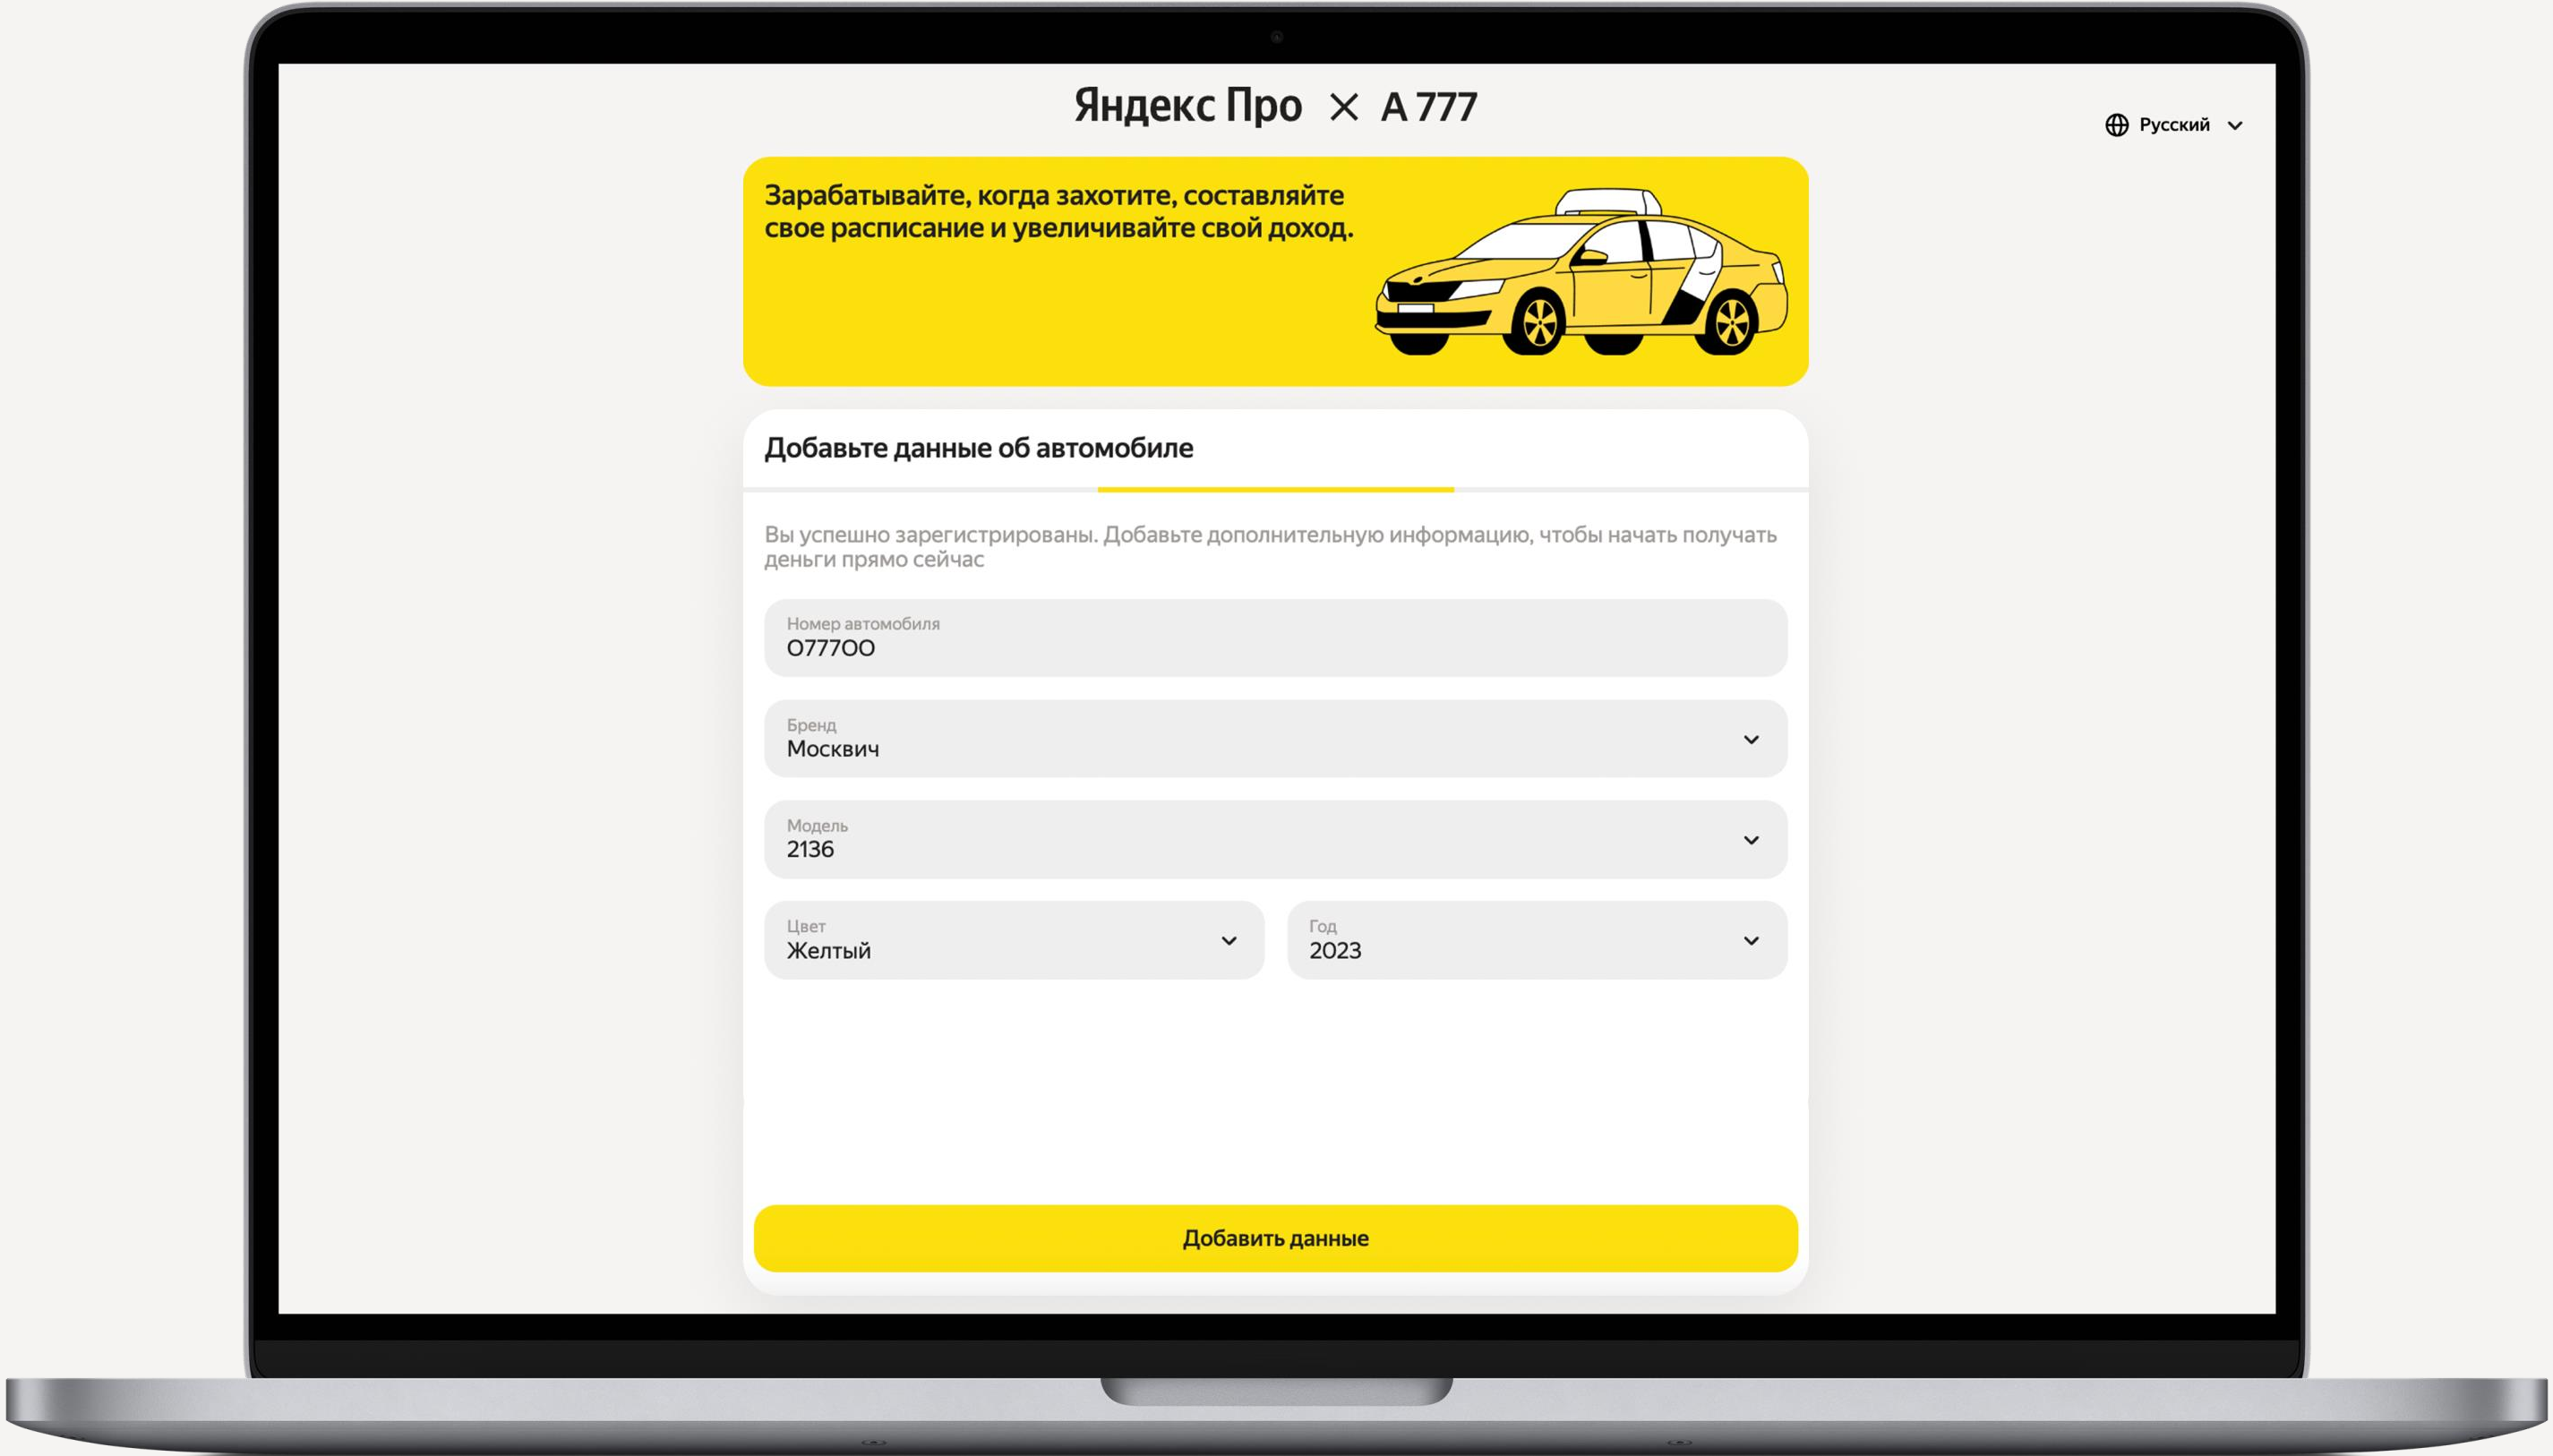 Яндекс Про × А 777
Русский
Зарабатывайте, когда захотите, составляйте
свое расписание и увеличивайте свой доход.
Добавьте данные об автомобиле
Вы успешно зарегистрированы. Добавьте дополнительную информацию, чтобы начать получать
деньги прямо сейчас
Номер автомобиля
О777ОО
Бренд
Москвич
Модель
2136
Цвет
Желтый
Год
2023
Добавить данные